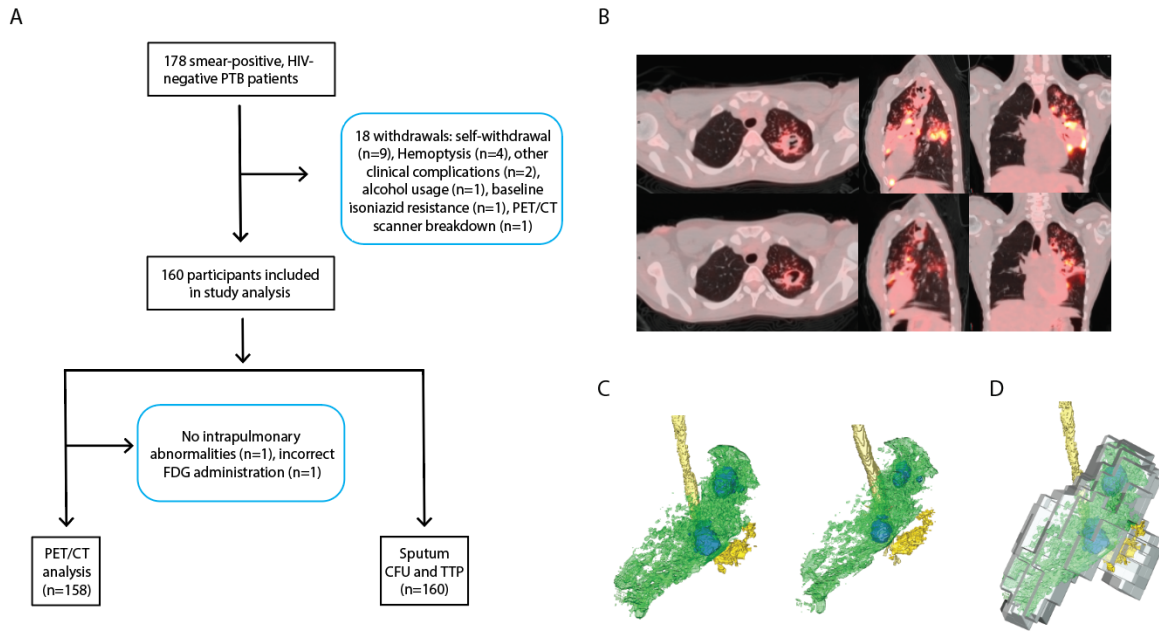 A
178 smear-positive, HIV-
negative PTB patients
18 withdrawals: self-withdrawal
(n=9), Hemoptysis (n=4), other
clinical complications (n=2),
alcohol usage (n=1), baseline
isoniazid resistance (n=1), PET/CT
scanner breakdown (n=1)
160 participants included
in study analysis
No intrapulmonary
abnormalities (n=1), incorrect
FDG administration (n=1)
PET/CT
analysis
(n=158)
Sputum
CFU and TTP
(n=160)
B
C
D